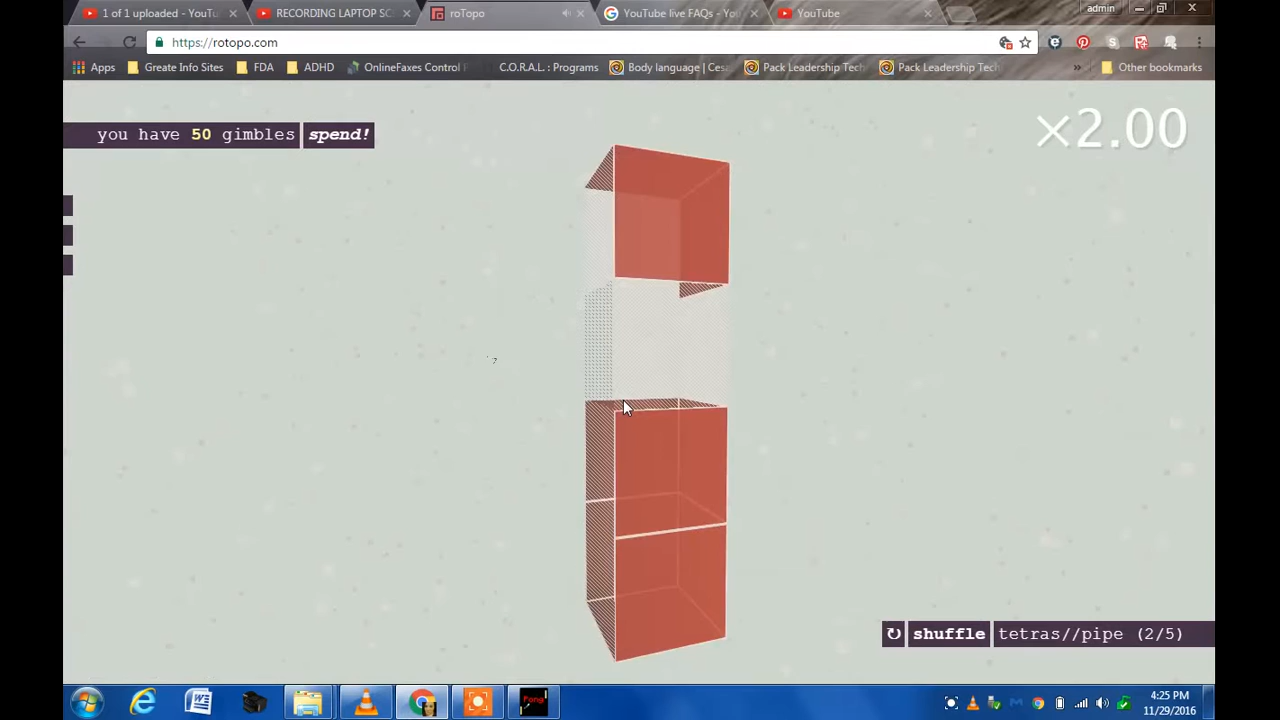 1 of 1 uploaded - YouTu
RECORDING LAPTOP SC
roTopo
YouTube live FAQs - You
YouTube
admin
https://rotopo.com
Apps
Greate Info Sites
FDA
ADHD
OnlineFaxes Control P
C.O.R.A.L. : Programs
Body language | Cesa
Pack Leadership Tech
Pack Leadership Tech
»
Other bookmarks
you have 50 gimbles
spend!
×2.00
↻ shuffle tetras//pipe (2/5)
4:25 PM
11/29/2016